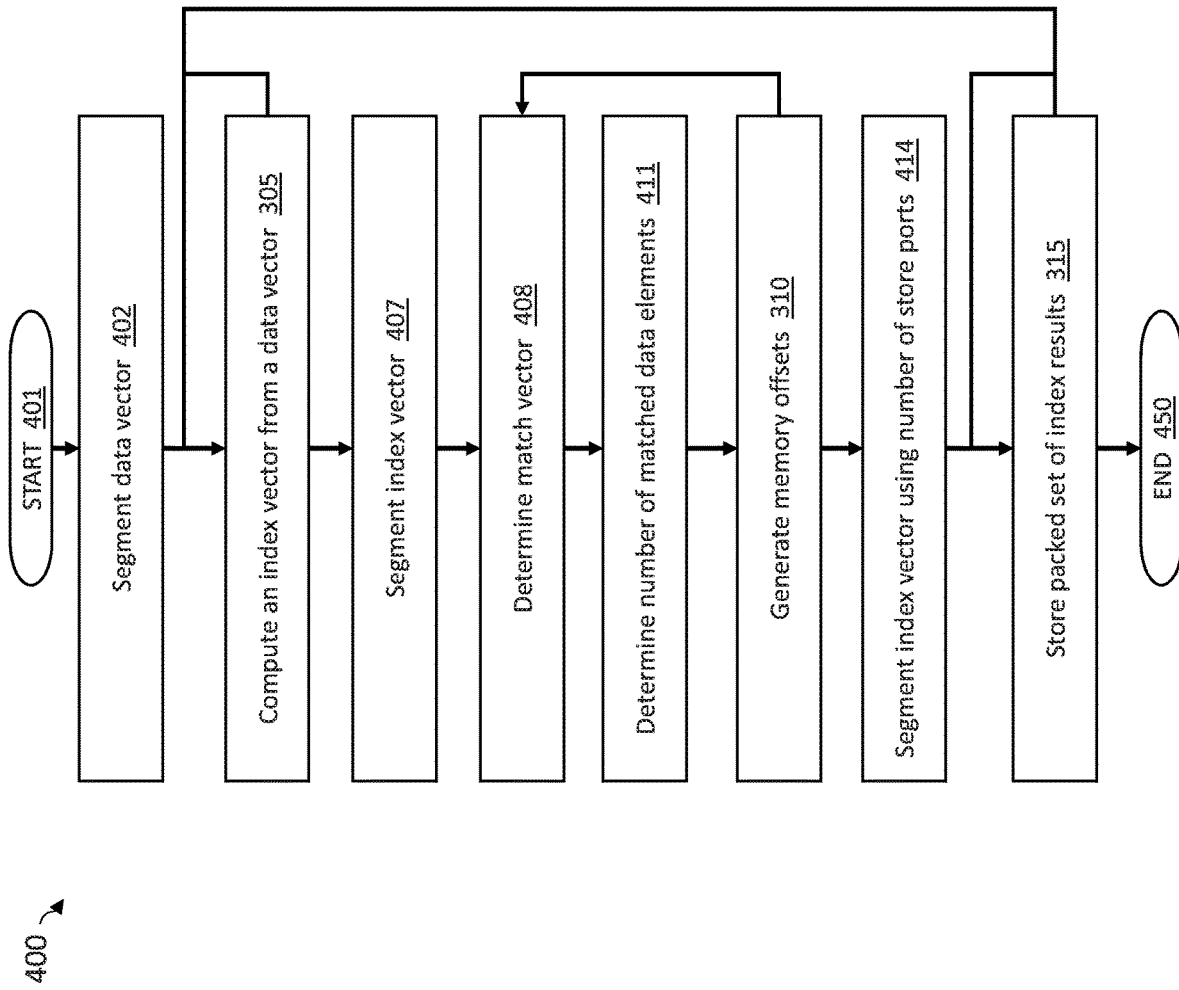 400
START 401
Segment data vector 402
Compute an index vector from a data vector 305
Segment index vector 407
Determine match vector 408
Determine number of matched data elements 411
Generate memory offsets 310
Segment index vector using number of store ports 414
Store packed set of index results 315
END 450